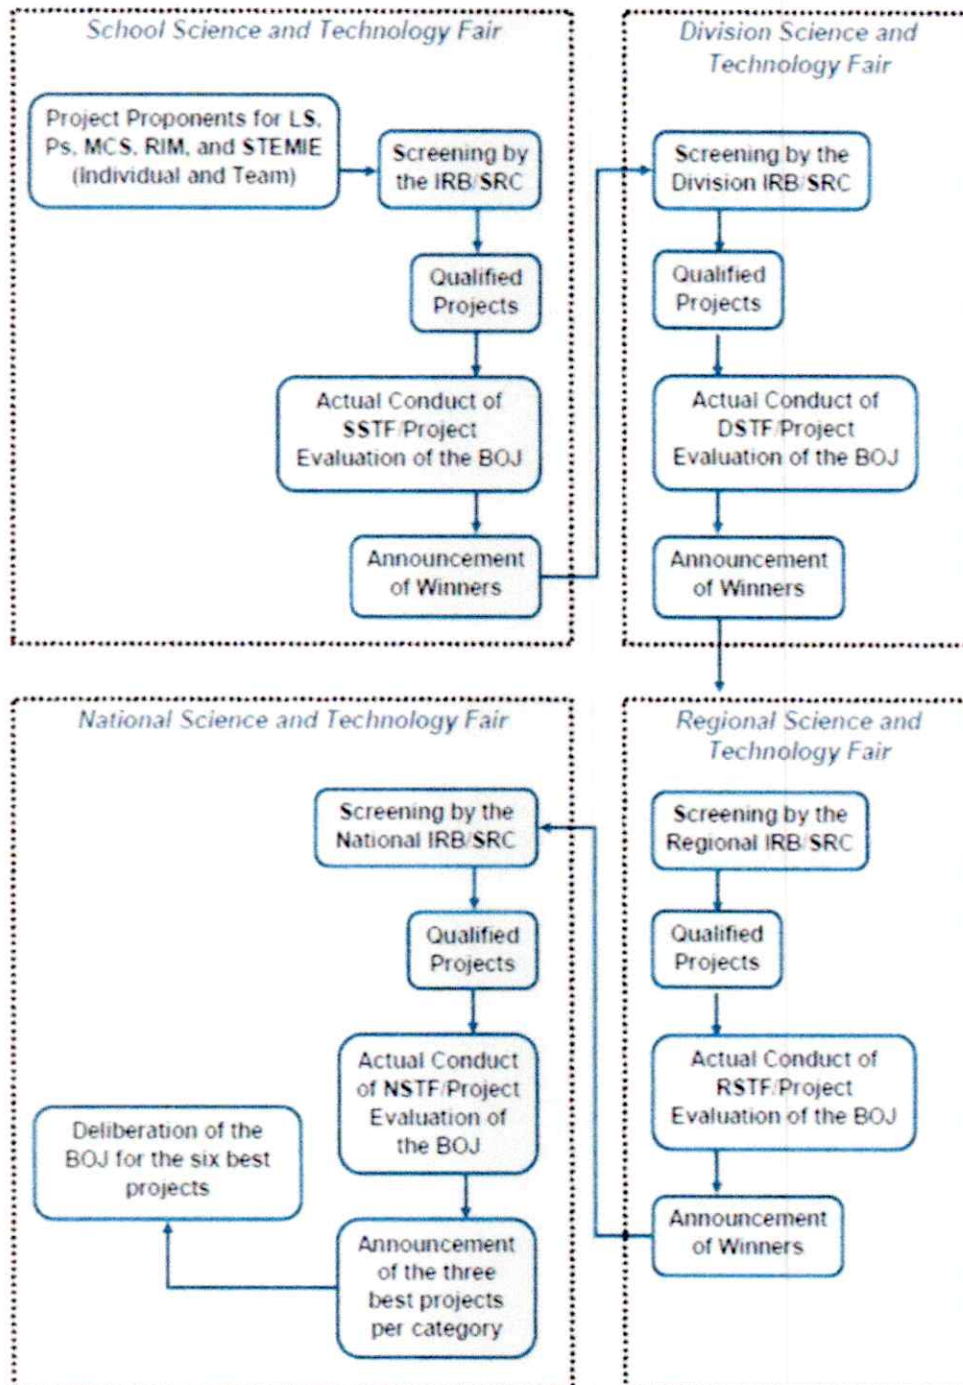 School Science and Technology Fair
Project Proponents for LS,
Ps, MCS, RIM, and STEMIE
(Individual and Team)
Screening by
the IRB/SRC
Qualified
Projects
Actual Conduct of
SSTF/Project
Evaluation of the BOJ
Announcement
of Winners
Division Science and
Technology Fair
Screening by the
Division IRB/SRC
Qualified
Projects
Actual Conduct of
DSTF/Project
Evaluation of the BOJ
Announcement
of Winners
Regional Science and
Technology Fair
Screening by the
Regional IRB/SRC
Qualified
Projects
Actual Conduct of
RSTF/Project
Evaluation of the BOJ
Announcement
of Winners
National Science and Technology Fair
Screening by the
National IRB/SRC
Qualified
Projects
Actual Conduct
of NSTF/Project
Evaluation of
the BOJ
Announcement
of the three
best projects
per category
Deliberation of the
BOJ for the six best
projects